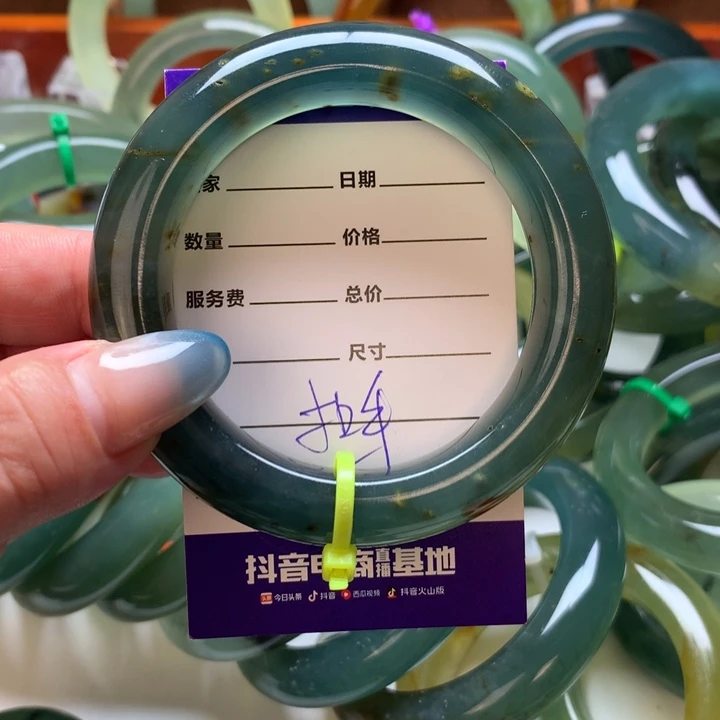 家 日期
数量 价格
服务费 总价
尺寸
抖音电商直播基地
今日头条 抖音 西瓜视频 抖音火山版